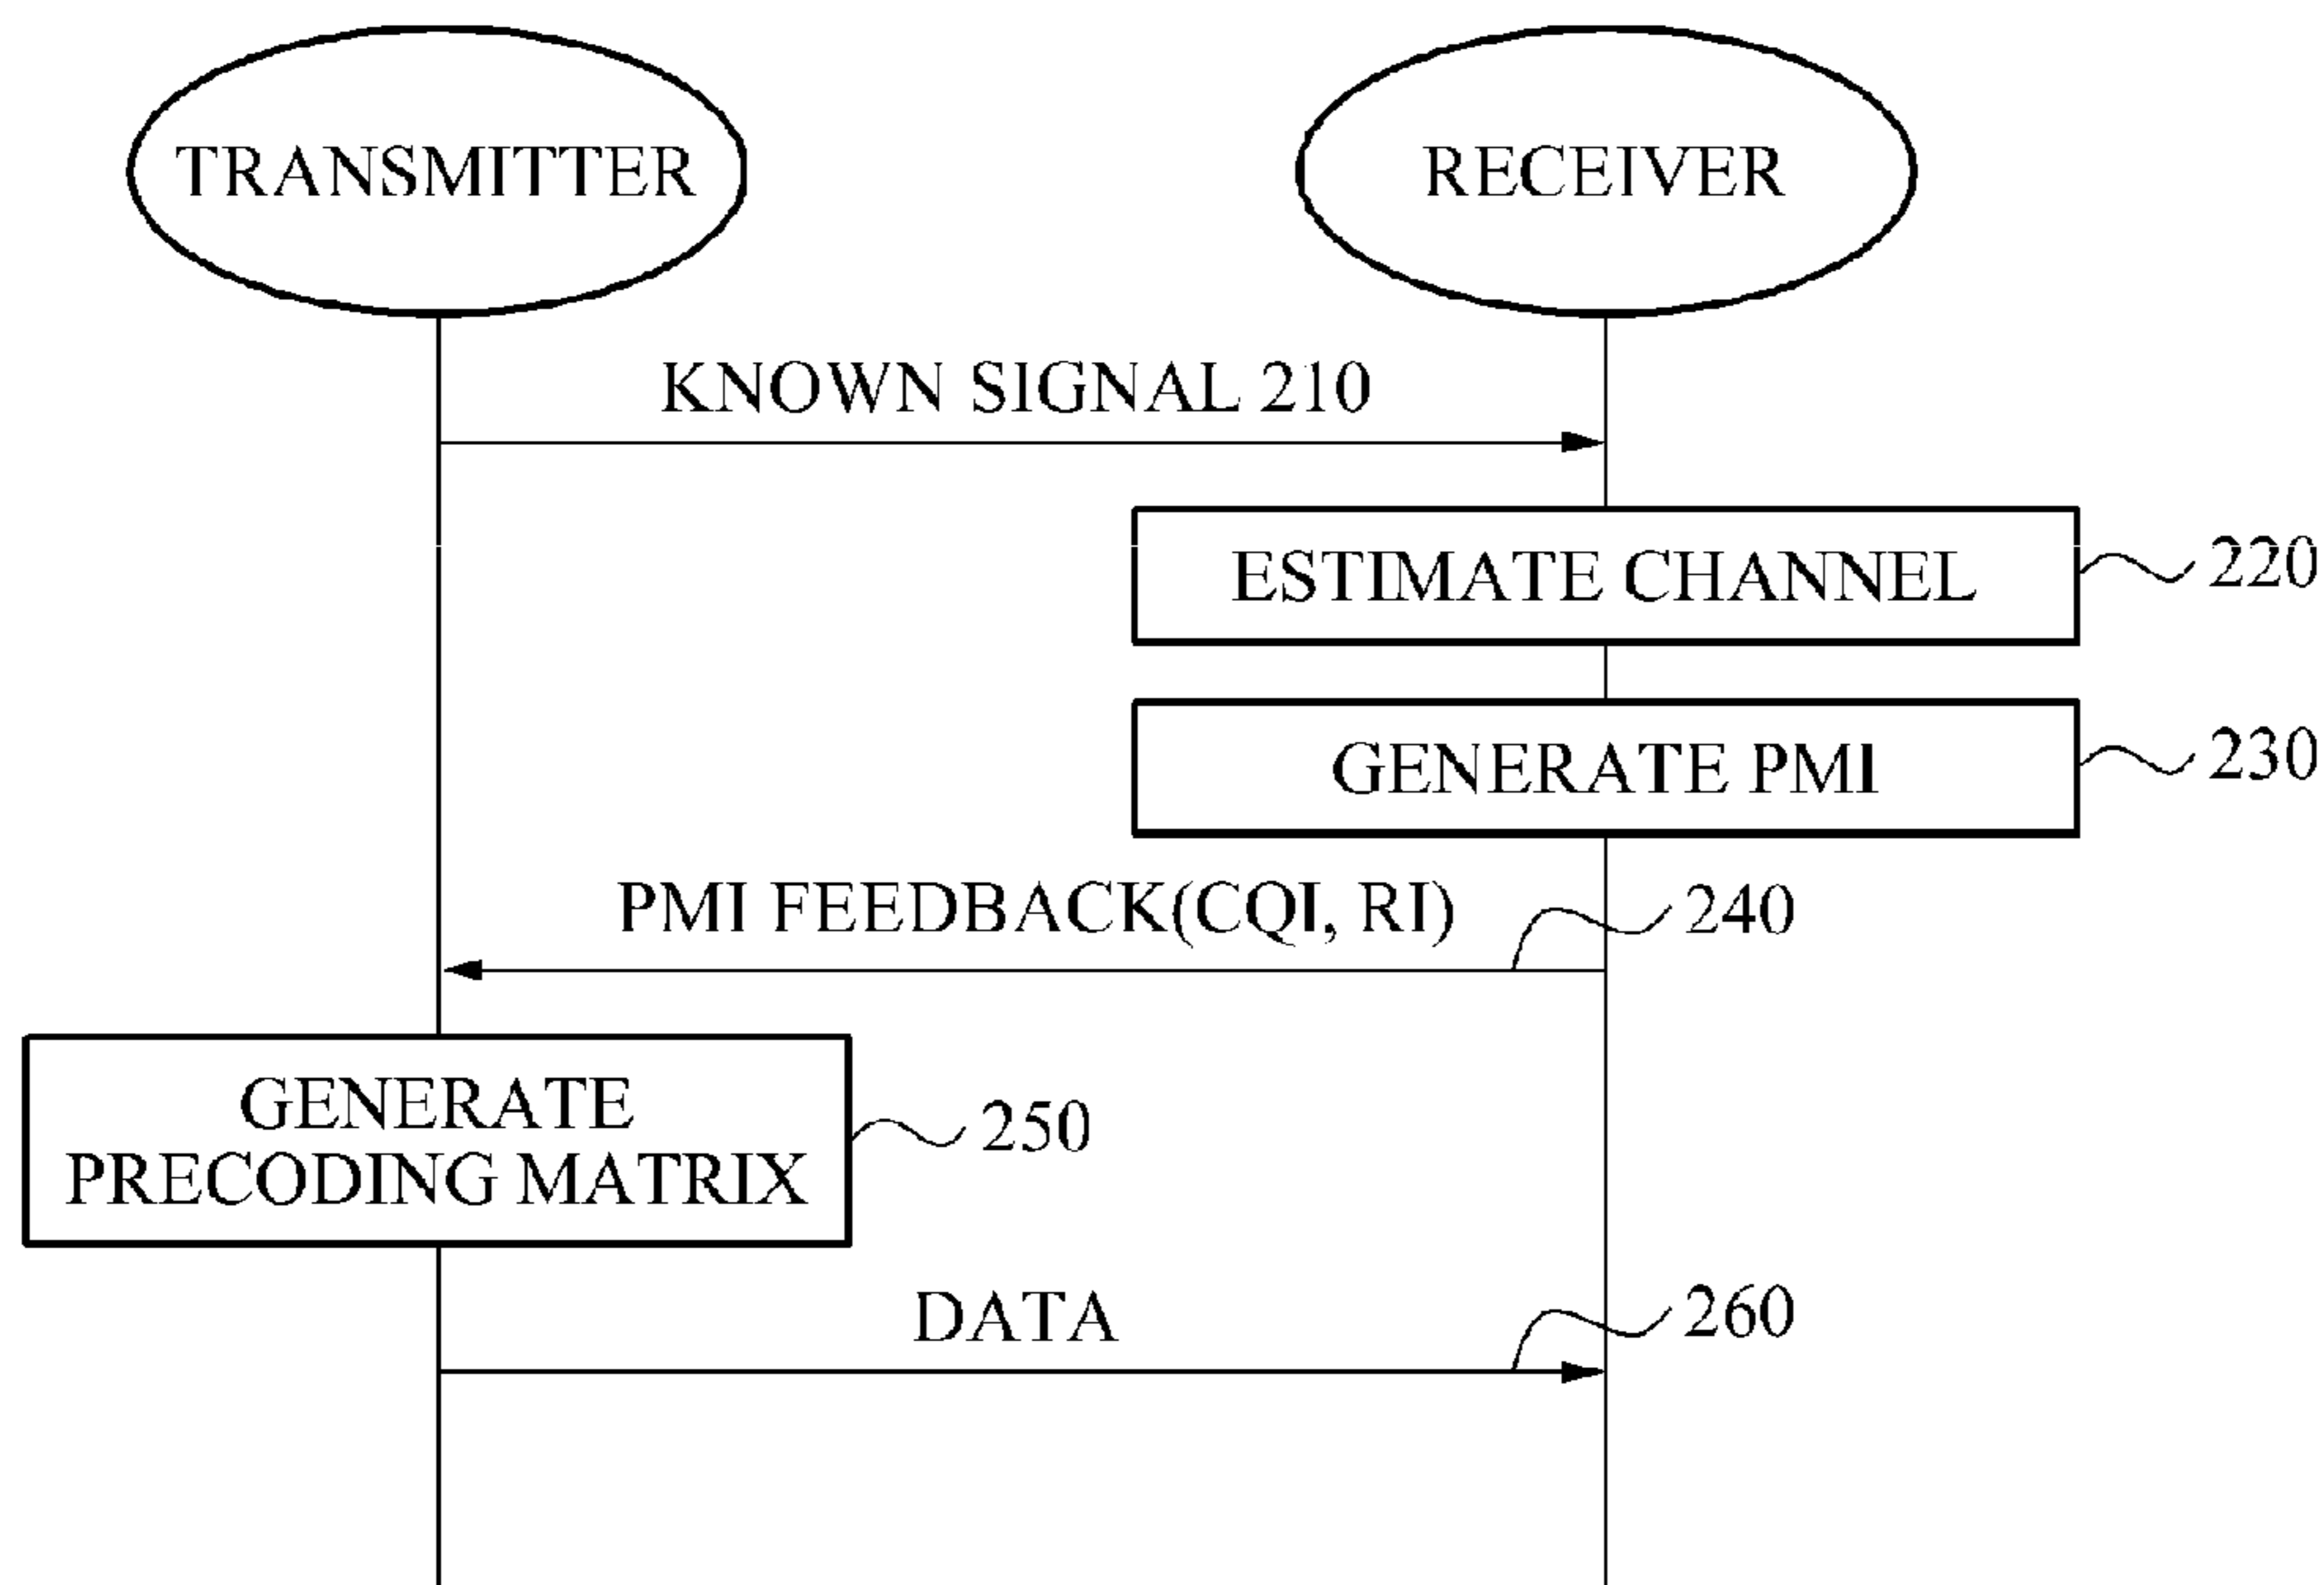 TRANSMITTER
RECEIVER
KNOWN SIGNAL 210
ESTIMATE CHANNEL
220
GENERATE PMI
230
PMI FEEDBACK(CQI, RI)
240
GENERATE
PRECODING MATRIX
250
DATA
260